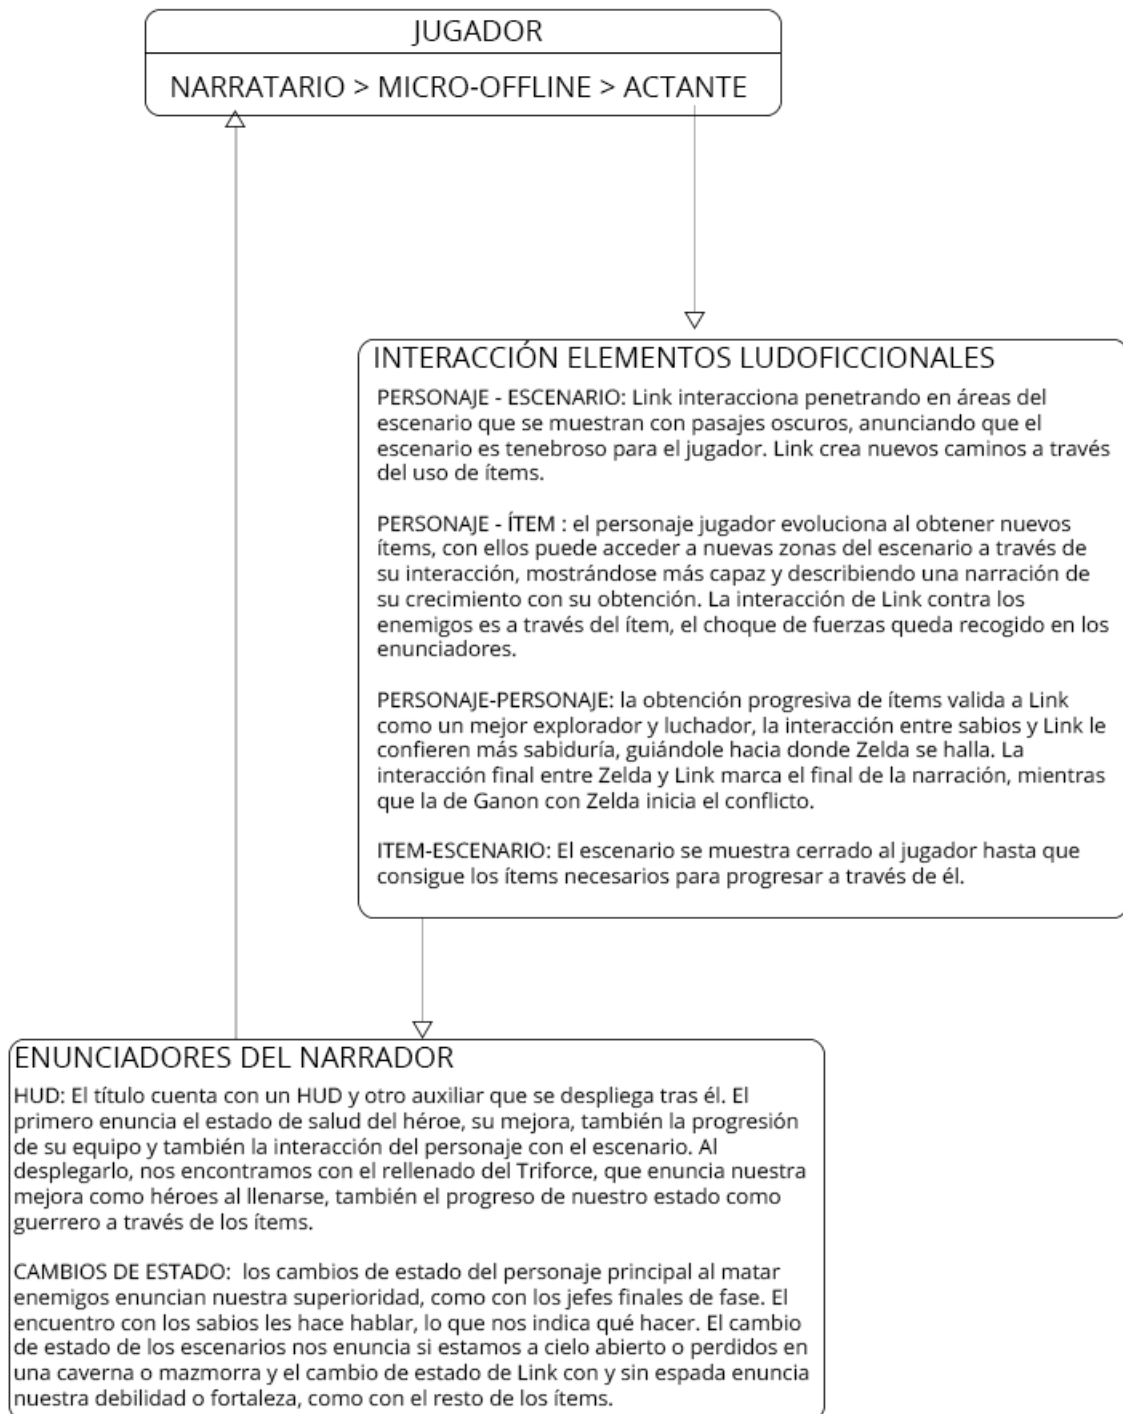 JUGADOR
NARRATARIO > MICRO-OFFLINE > ACTANTE
INTERACCIÓN ELEMENTOS LUDOFICCIONALES
PERSONAJE - ESCENARIO: Link interacciona penetrando en áreas del
escenario que se muestran con pasajes oscuros, anunciando que el
escenario es tenebroso para el jugador. Link crea nuevos caminos a través
del uso de ítems.
PERSONAJE - ÍTEM : el personaje jugador evoluciona al obtener nuevos
ítems, con ellos puede acceder a nuevas zonas del escenario a través de
su interacción, mostrándose más capaz y describiendo una narración de
su crecimiento con su obtención. La interacción de Link contra los
enemigos es a través del ítem, el choque de fuerzas queda recogido en los
enunciadores.
PERSONAJE-PERSONAJE: la obtención progresiva de ítems valida a Link
como un mejor explorador y luchador, la interacción entre sabios y Link le
confieren más sabiduría, guiándole hacia donde Zelda se halla. La
interacción final entre Zelda y Link marca el final de la narración, mientras
que la de Ganon con Zelda inicia el conflicto.
ITEM-ESCENARIO: El escenario se muestra cerrado al jugador hasta que
consigue los ítems necesarios para progresar a través de él.
ENUNCIADORES DEL NARRADOR
HUD: El título cuenta con un HUD y otro auxiliar que se despliega tras él. El
primero enuncia el estado de salud del héroe, su mejora, también la progresión
de su equipo y también la interacción del personaje con el escenario. Al
desplegarlo, nos encontramos con el rellenado del Triforce, que enuncia nuestra
mejora como héroes al llenarse, también el progreso de nuestro estado como
guerrero a través de los ítems.
CAMBIOS DE ESTADO:  los cambios de estado del personaje principal al matar
enemigos enuncian nuestra superioridad, como con los jefes finales de fase. El
encuentro con los sabios les hace hablar, lo que nos indica qué hacer. El cambio
de estado de los escenarios nos enuncia si estamos a cielo abierto o perdidos en
una caverna o mazmorra y el cambio de estado de Link con y sin espada enuncia
nuestra debilidad o fortaleza, como con el resto de los ítems.